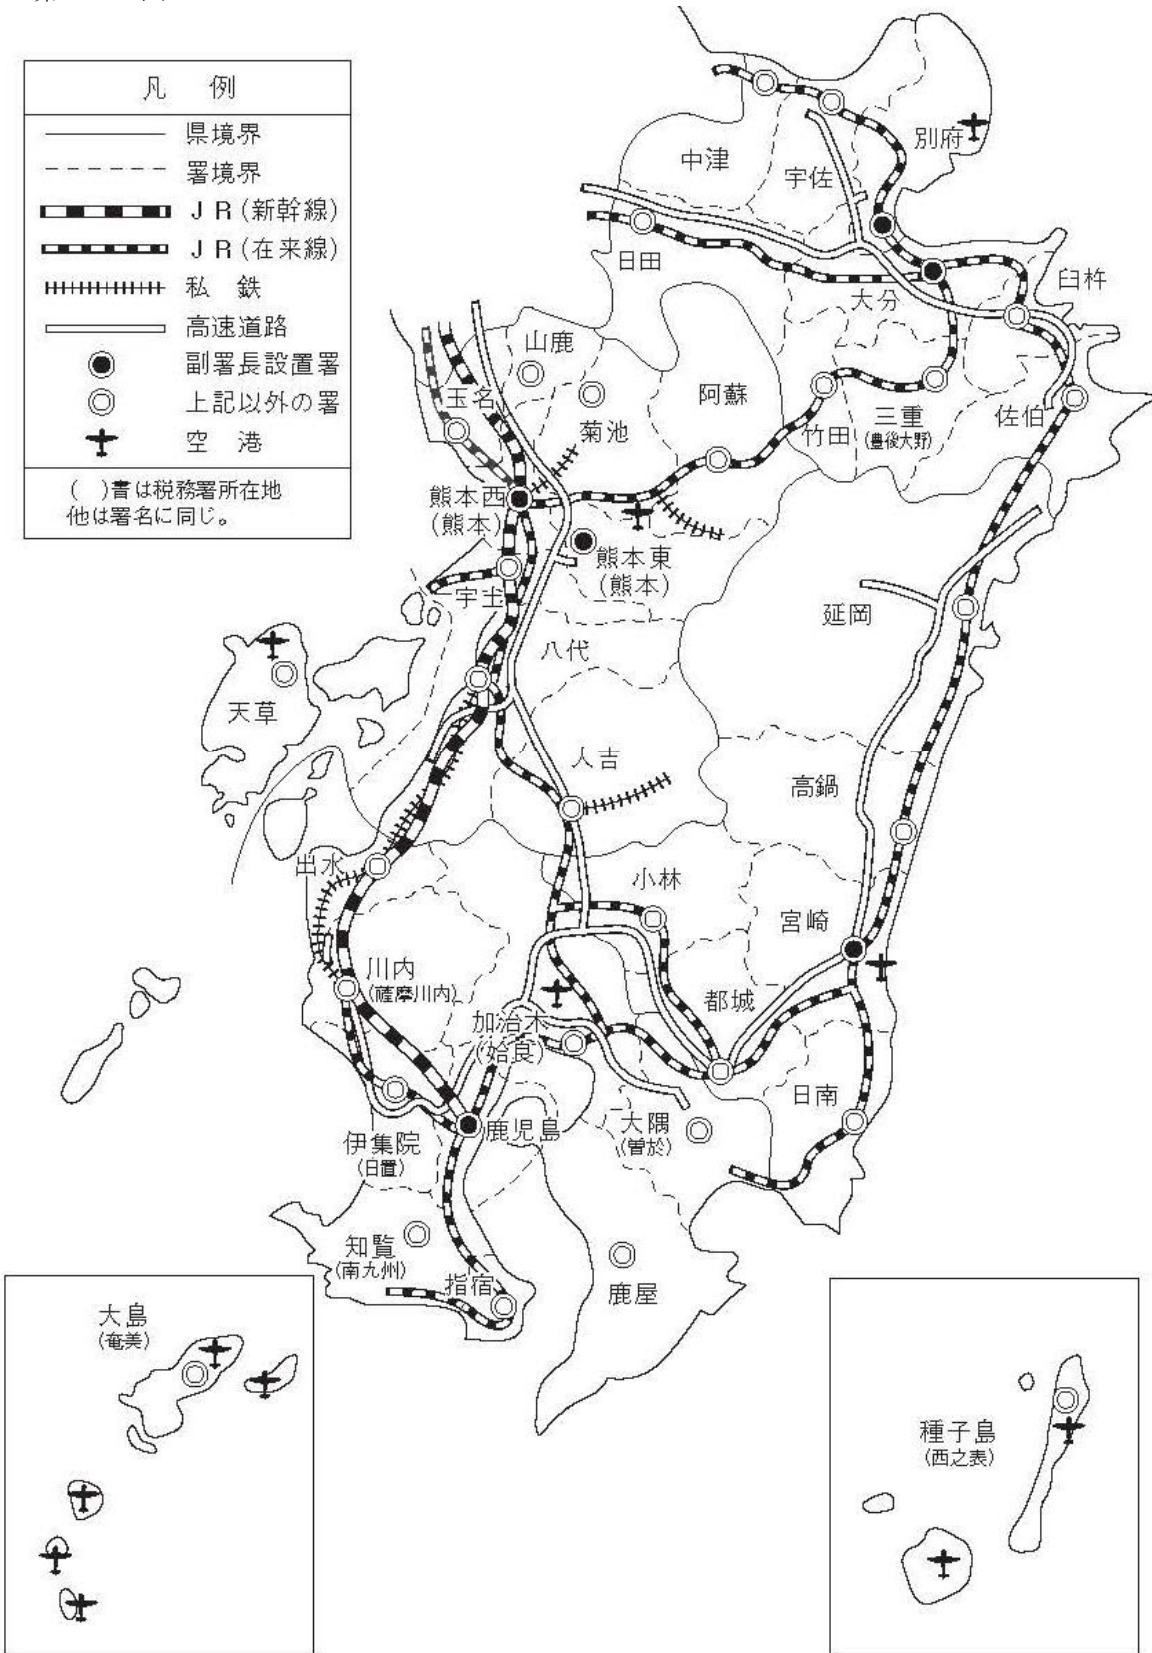 凡 例
県境界
署境界
ＪＲ(新幹線)
ＪＲ(在来線)
私 鉄
高速道路
副署長設置署
上記以外の署
空 港
( )書は税務署所在地
他は署名に同じ。
別府
中津
宇佐
日田
臼杵
大分
山鹿
玉名
菊池
阿蘇
竹田
三重
(豊後大野)
佐伯
熊本西
(熊本)
熊本東
(熊本)
宇土
延岡
八代
天草
人吉
高鍋
出水
小林
宮崎
川内
(薩摩川内)
加治木
(姶良)
都城
日南
鹿児島
大隅
(曽於)
伊集院
(日置)
知覧
(南九州)
指宿
鹿屋
大島
(奄美)
種子島
(西之表)